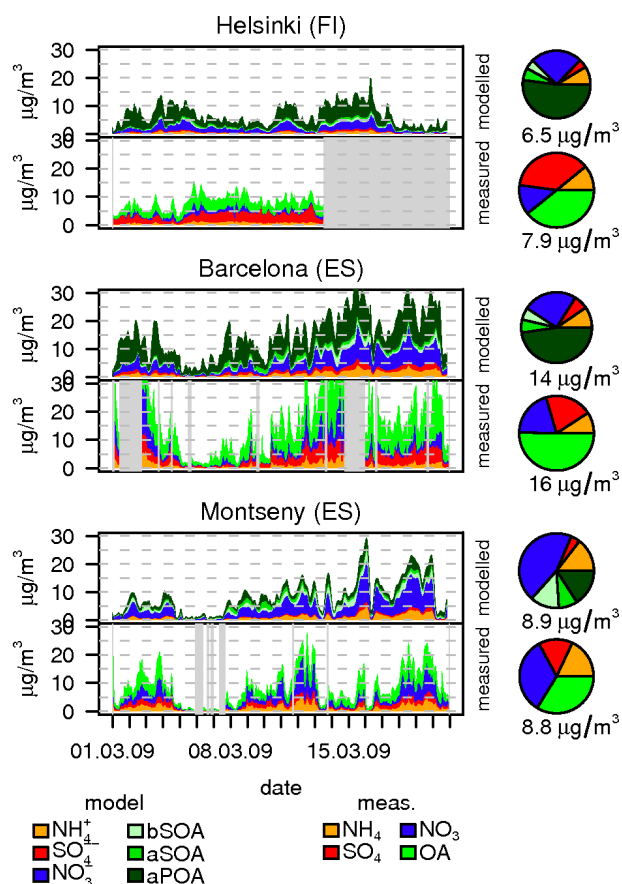 Helsinki (FI)
30
20
10
0
µg/m³
modelled
6.5 µg/m³
30
20
10
0
µg/m³
measured
7.9 µg/m³
Barcelona (ES)
30
20
10
0
µg/m³
modelled
14 µg/m³
30
20
10
0
µg/m³
measured
16 µg/m³
Montseny (ES)
30
20
10
0
µg/m³
modelled
8.9 µg/m³
30
20
10
0
µg/m³
measured
8.8 µg/m³
01.03.09 08.03.09 15.03.09
date
model meas.
NH₄⁺ bSOA NH₄ NO₃
SO₄²⁻ aSOA SO₄ OA
NO₃⁻ aPOA